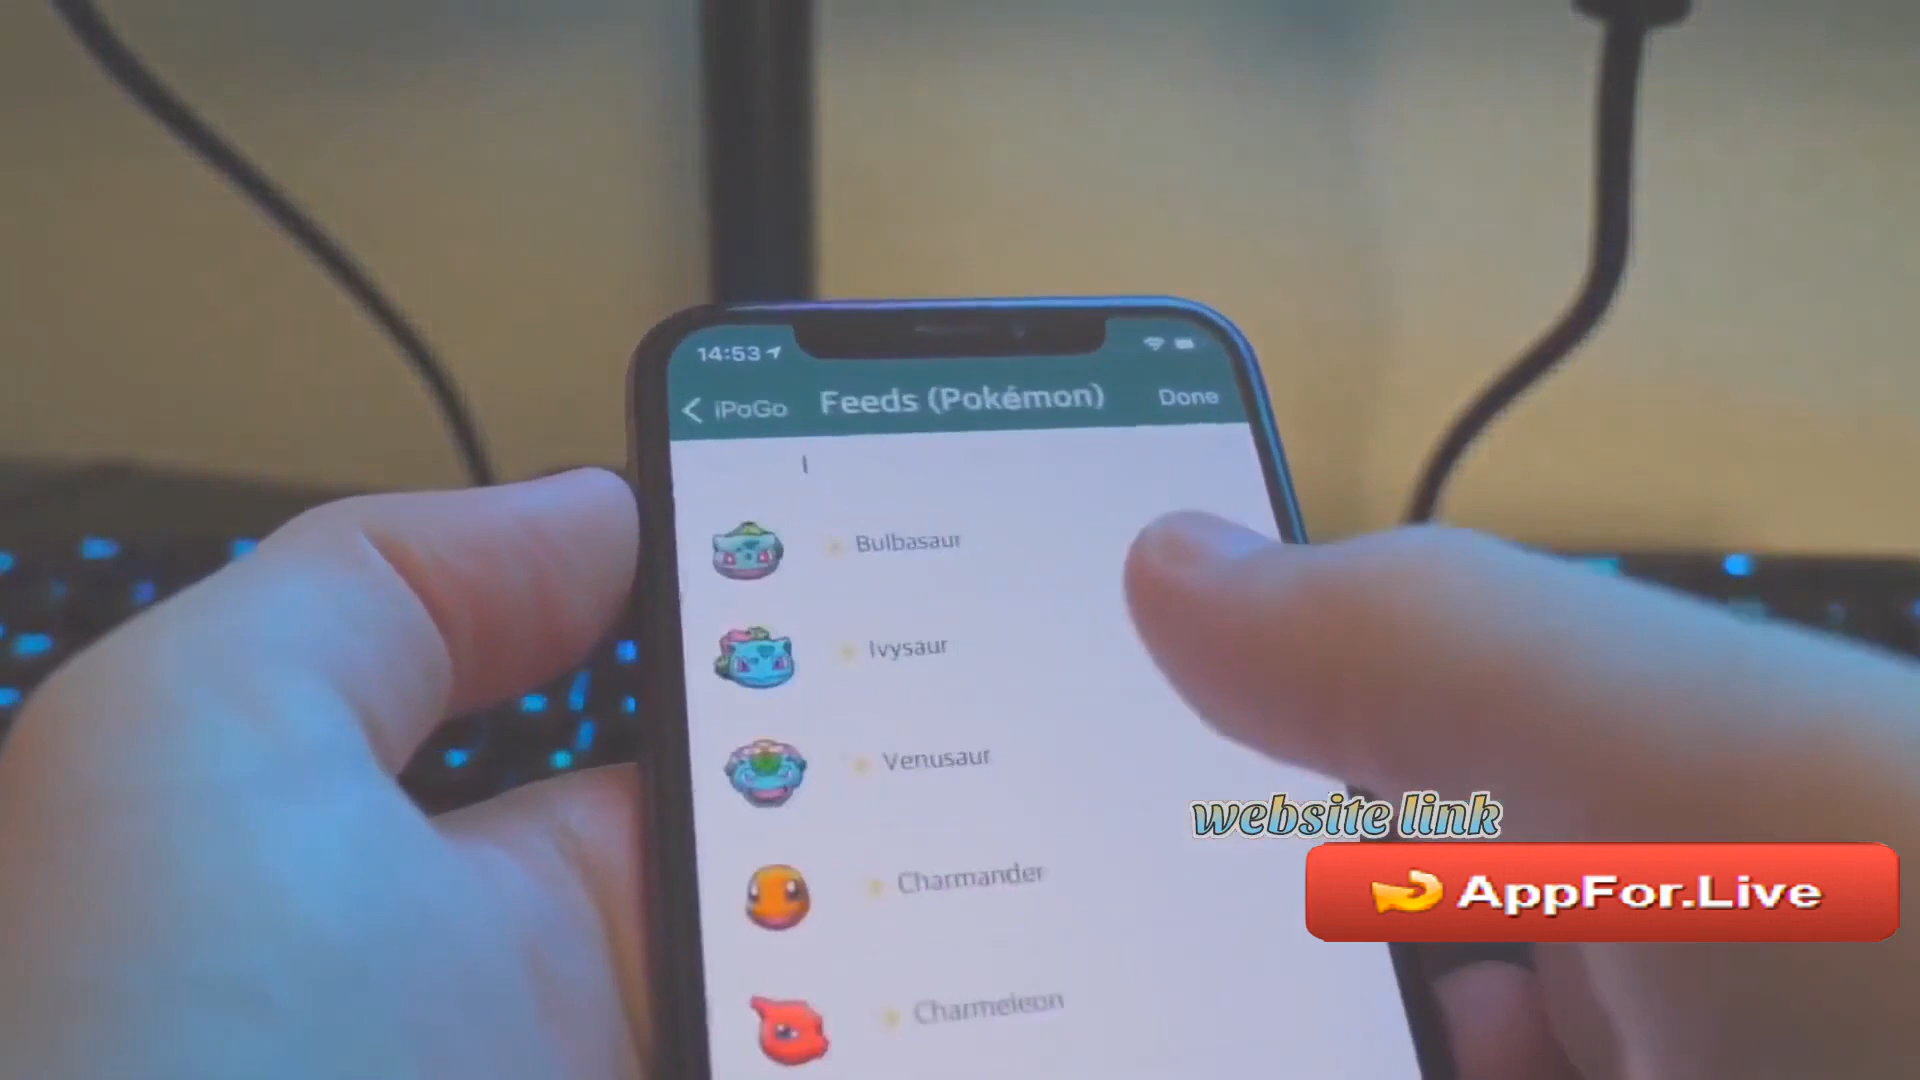 14:53
iPoGo Feeds (Pokémon) Done
Bulbasaur
Ivysaur
Venusaur
Charmander
Charmeleon
website link
AppFor.Live